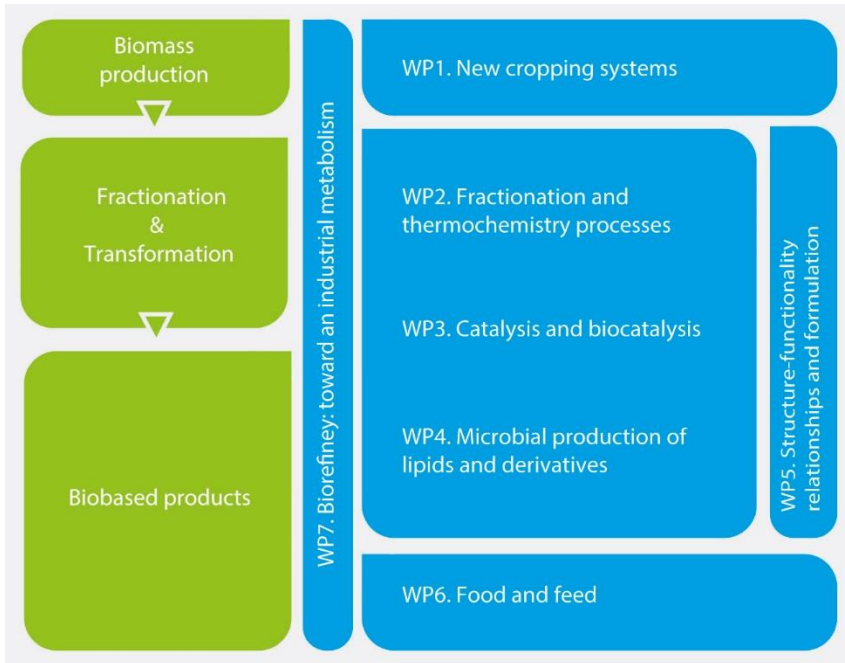 Biomass
production
Fractionation
&
Transformation
Biobased products
WP7. Biorefiney: toward an industrial metabolism
WP1. New cropping systems
WP2. Fractionation and
thermochemistry processes
WP3. Catalysis and biocatalysis
WP4. Microbial production of
lipids and derivatives
WP5. Structure-functionality
relationships and formulation
WP6. Food and feed